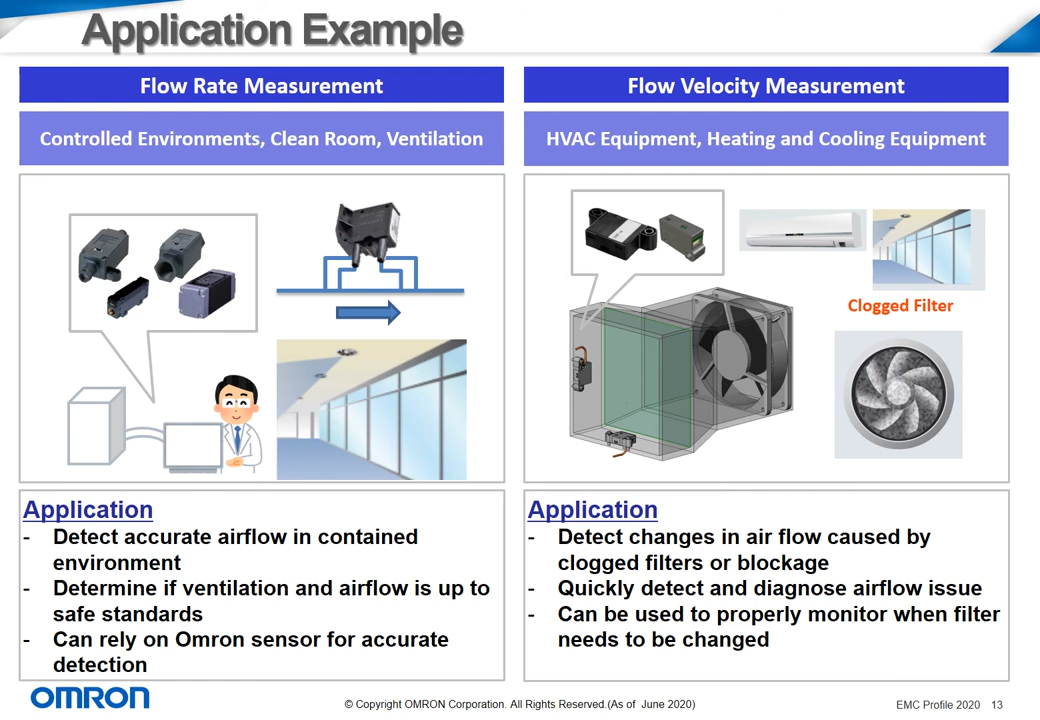 Application Example
Flow Rate Measurement
Controlled Environments, Clean Room, Ventilation
Application
- Detect accurate airflow in contained
environment
- Determine if ventilation and airflow is up to
safe standards
- Can rely on Omron sensor for accurate
detection
Flow Velocity Measurement
HVAC Equipment, Heating and Cooling Equipment
Clogged Filter
Application
- Detect changes in air flow caused by
clogged filters or blockage
- Quickly detect and diagnose airflow issue
- Can be used to properly monitor when filter
needs to be changed
OMRON
© Copyright OMRON Corporation. All Rights Reserved.(As of June 2020)
EMC Profile 2020 13